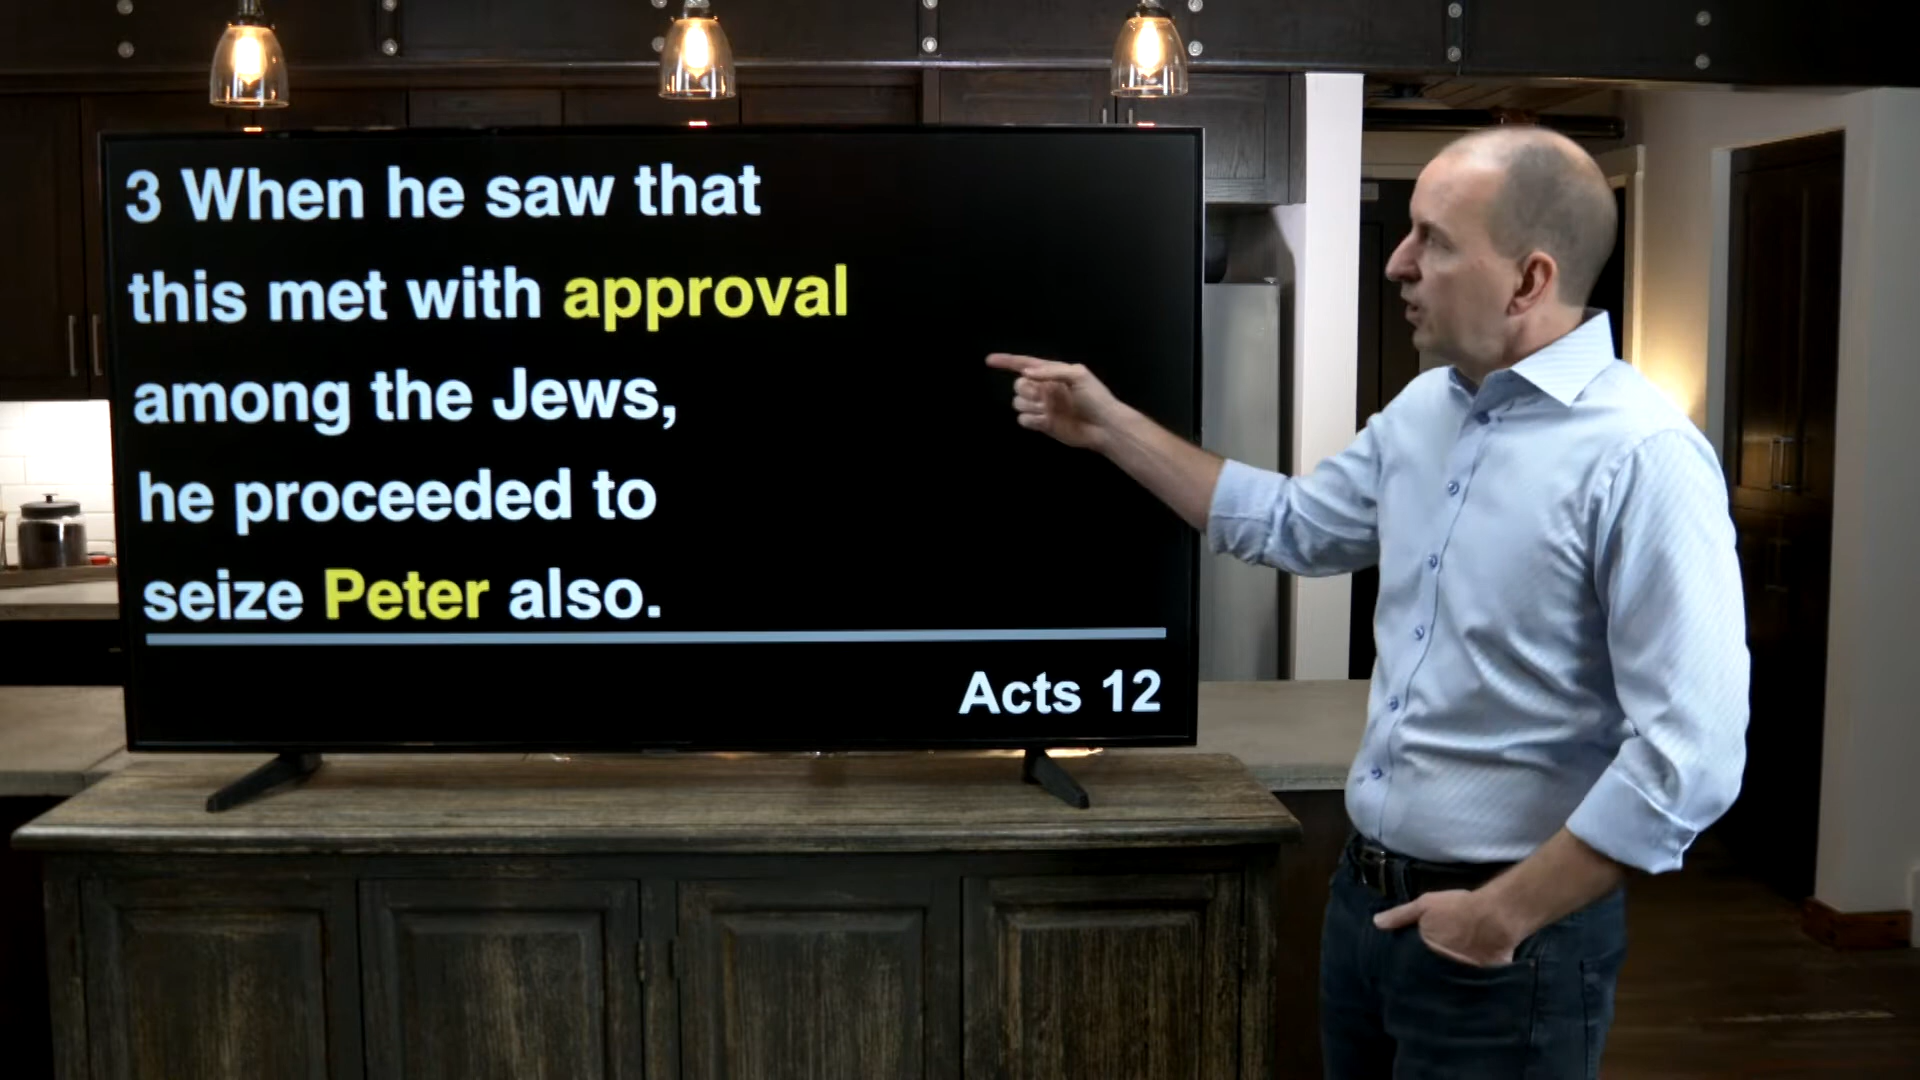 3 When he saw that
this met with approval
among the Jews,
he proceeded to
seize Peter also.
Acts 12